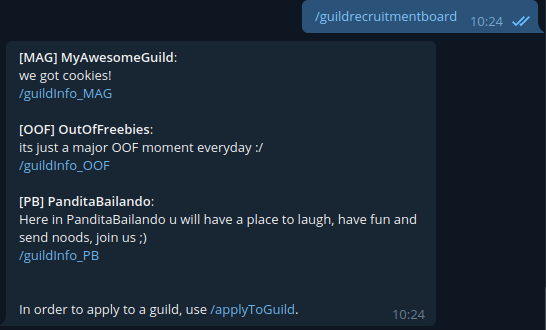 /guildrecruitmentboard 10:24
[MAG] MyAwesomeGuild:
we got cookies!
/guildInfo_MAG
[OOF] OutOfFreebies:
its just a major OOF moment everyday :/
/guildInfo_OOF
[PB] PanditaBailando:
Here in PanditaBailando u will have a place to laugh, have fun and
send noods, join us ;)
/guildInfo_PB
In order to apply to a guild, use /applyToGuild.
10:24